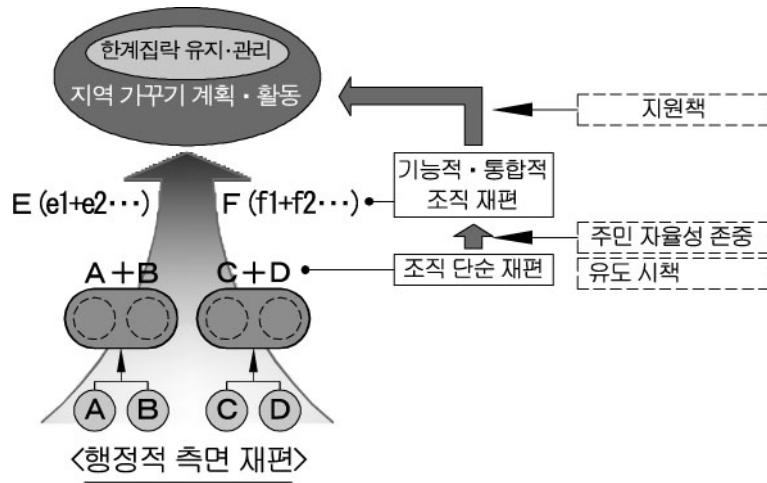 한계집락 유지·관리
지역 가꾸기 계획·활동
지원책
기능적·통합적
조직 재편
E (e1+e2···)
F (f1+f2···)
주민 자율성 존중
조직 단순 재편
유도 시책
A+B
C+D
A
B
C
D
<행정적 측면 재편>